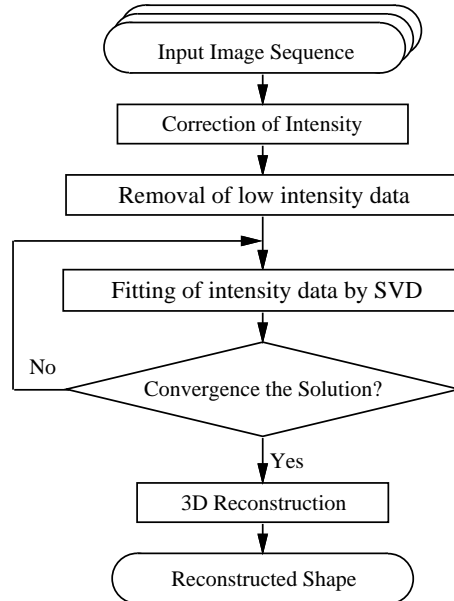 Input Image Sequence
Correction of Intensity
Removal of low intensity data
Fitting of intensity data by SVD
No
Convergence the Solution?
Yes
3D Reconstruction
Reconstructed Shape